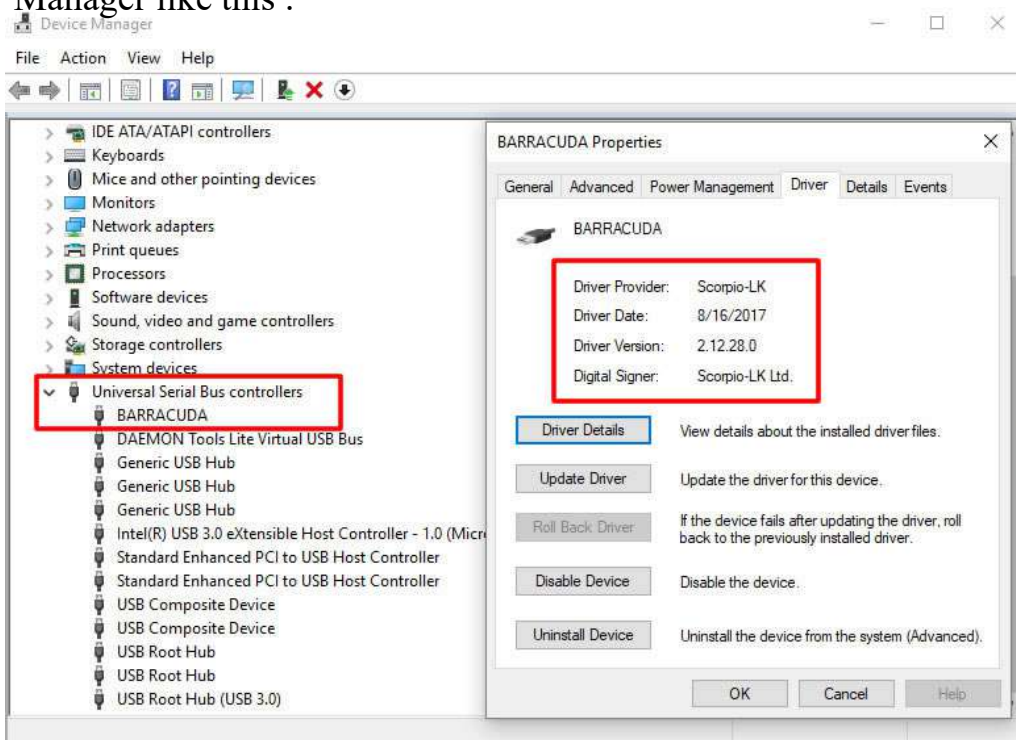 Manager like this :
Device Manager
File Action View Help
IDE ATA/ATAPI controllers
Keyboards
Mice and other pointing devices
Monitors
Network adapters
Print queues
Processors
Software devices
Sound, video and game controllers
Storage controllers
System devices
Universal Serial Bus controllers
BARRACUDA
DAEMON Tools Lite Virtual USB Bus
Generic USB Hub
Generic USB Hub
Generic USB Hub
Intel(R) USB 3.0 eXtensible Host Controller - 1.0 (Micr
Standard Enhanced PCI to USB Host Controller
Standard Enhanced PCI to USB Host Controller
USB Composite Device
USB Composite Device
USB Root Hub
USB Root Hub
USB Root Hub (USB 3.0)
BARRACUDA Properties
General Advanced Power Management Driver Details Events
BARRACUDA
Driver Provider: Scorpio-LK
Driver Date: 8/16/2017
Driver Version: 2.12.28.0
Digital Signer: Scorpio-LK Ltd.
Driver Details View details about the installed driver files.
Update Driver Update the driver for this device.
Roll Back Driver If the device fails after updating the driver, roll
back to the previously installed driver.
Disable Device Disable the device.
Uninstall Device Uninstall the device from the system (Advanced).
OK Cancel Help